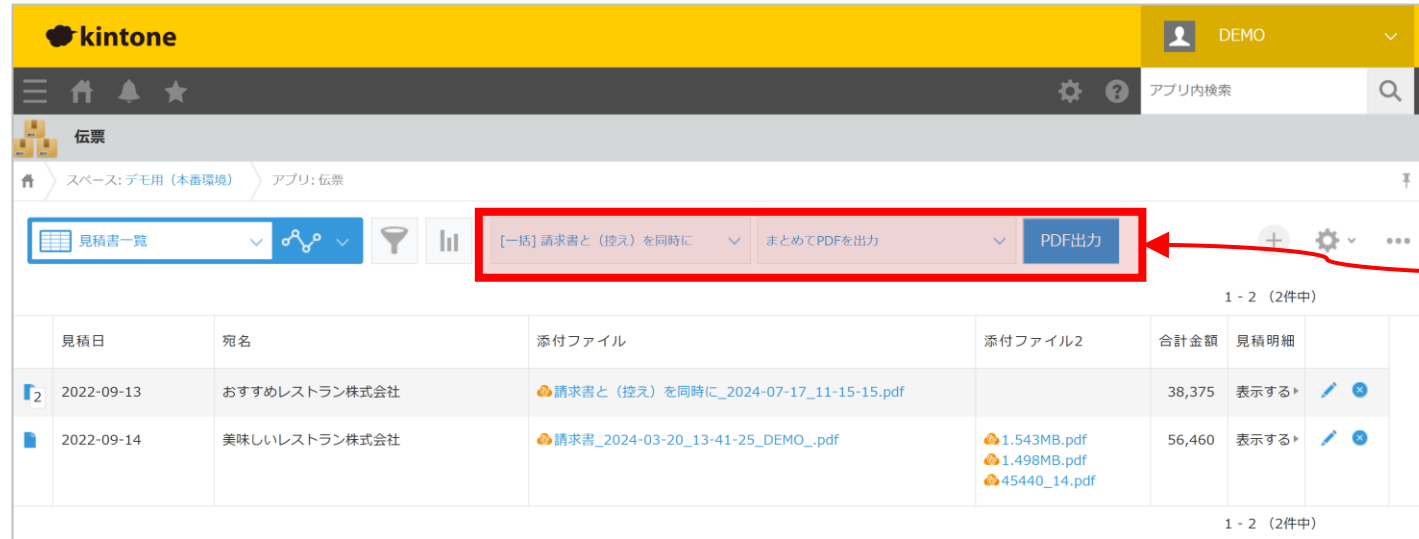 kintone
DEMO
アプリ内検索
伝票
スペース: デモ用（本番環境） アプリ: 伝票
見積書一覧 [一括] 請求書と（控え）を同時に まとめてPDFを出力 PDF出力
1 - 2 （2件中）
見積日 宛名 添付ファイル 添付ファイル2 合計金額 見積明細
2 2022-09-13 おすすめレストラン株式会社 請求書と（控え）を同時に_2024-07-17_11-15-15.pdf 38,375 表示する
2022-09-14 美味しいレストラン株式会社 請求書_2024-03-20_13-41-25_DEMO_.pdf 1.543MB.pdf 56,460 表示する
1.498MB.pdf
45440_14.pdf
1 - 2 （2件中）